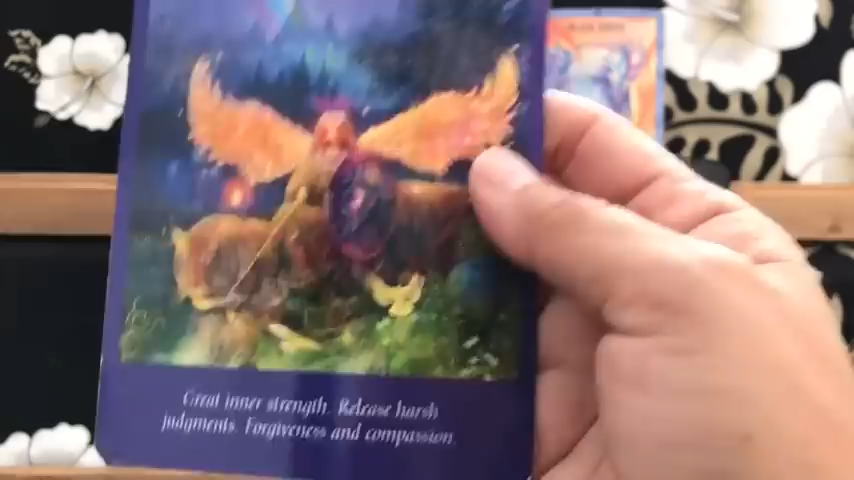 Great inner strength. Release harsh
judgments. Forgiveness and compassion.